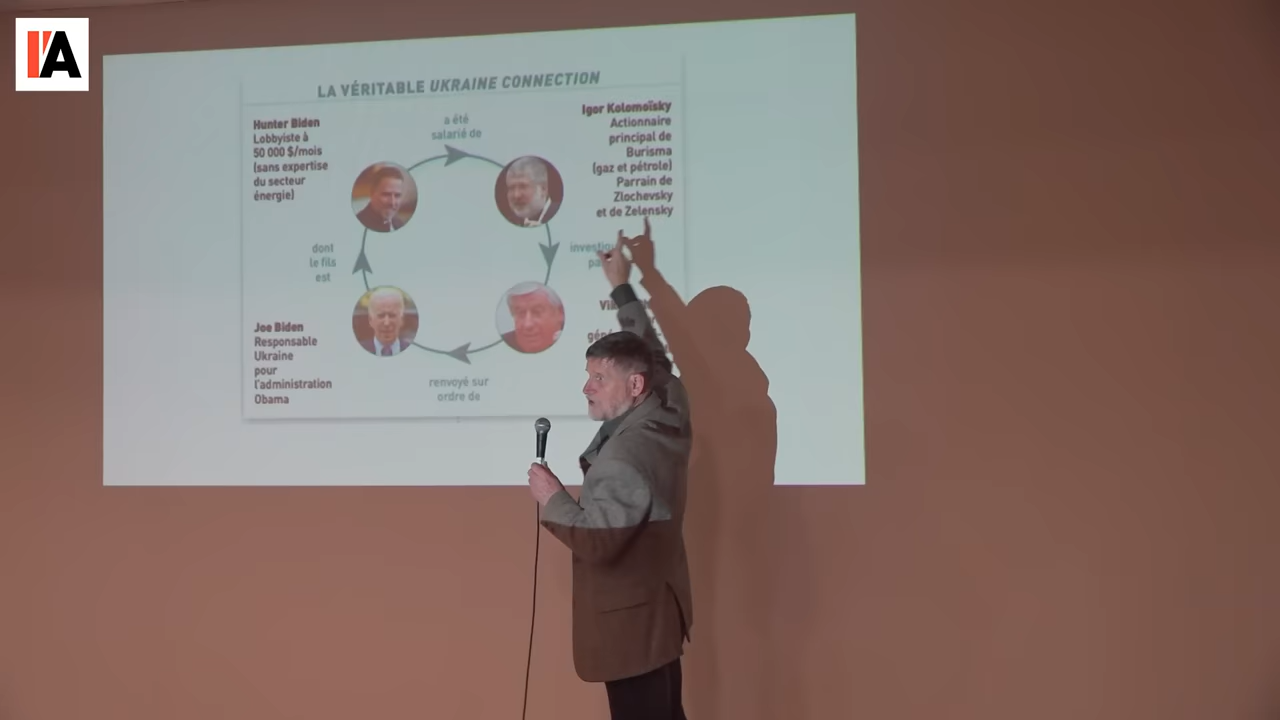 l'A
LA VÉRITABLE UKRAINE CONNECTION
Hunter Biden
Lobbyiste à
50 000 $/mois
(sans expertise
du secteur
énergie)
a été
salarié de
Igor Kolomoïsky
Actionnaire
principal de
Burisma
(gaz et pétrole)
Parrain de
Zlochevsky
et de Zelensky
dont
le fils
est
Joe Biden
Responsable
Ukraine
pour
l'administration
Obama
renvoyé sur
ordre de